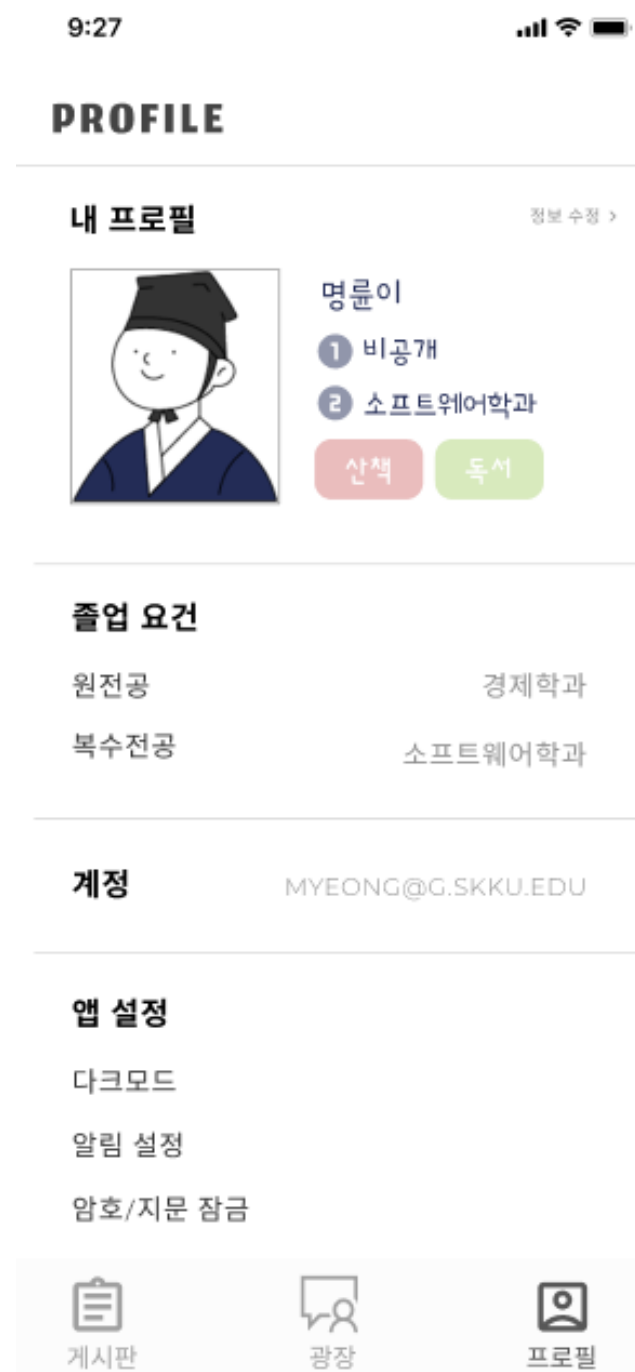 9:27
PROFILE
내 프로필
정보 수정 >
명륜이
1 비공개
2 소프트웨어학과
산책 독서
졸업 요건
원전공 경제학과
복수전공 소프트웨어학과
계정 MYEONG@G.SKKU.EDU
앱 설정
다크모드
알림 설정
암호/지문 잠금
게시판 광장 프로필